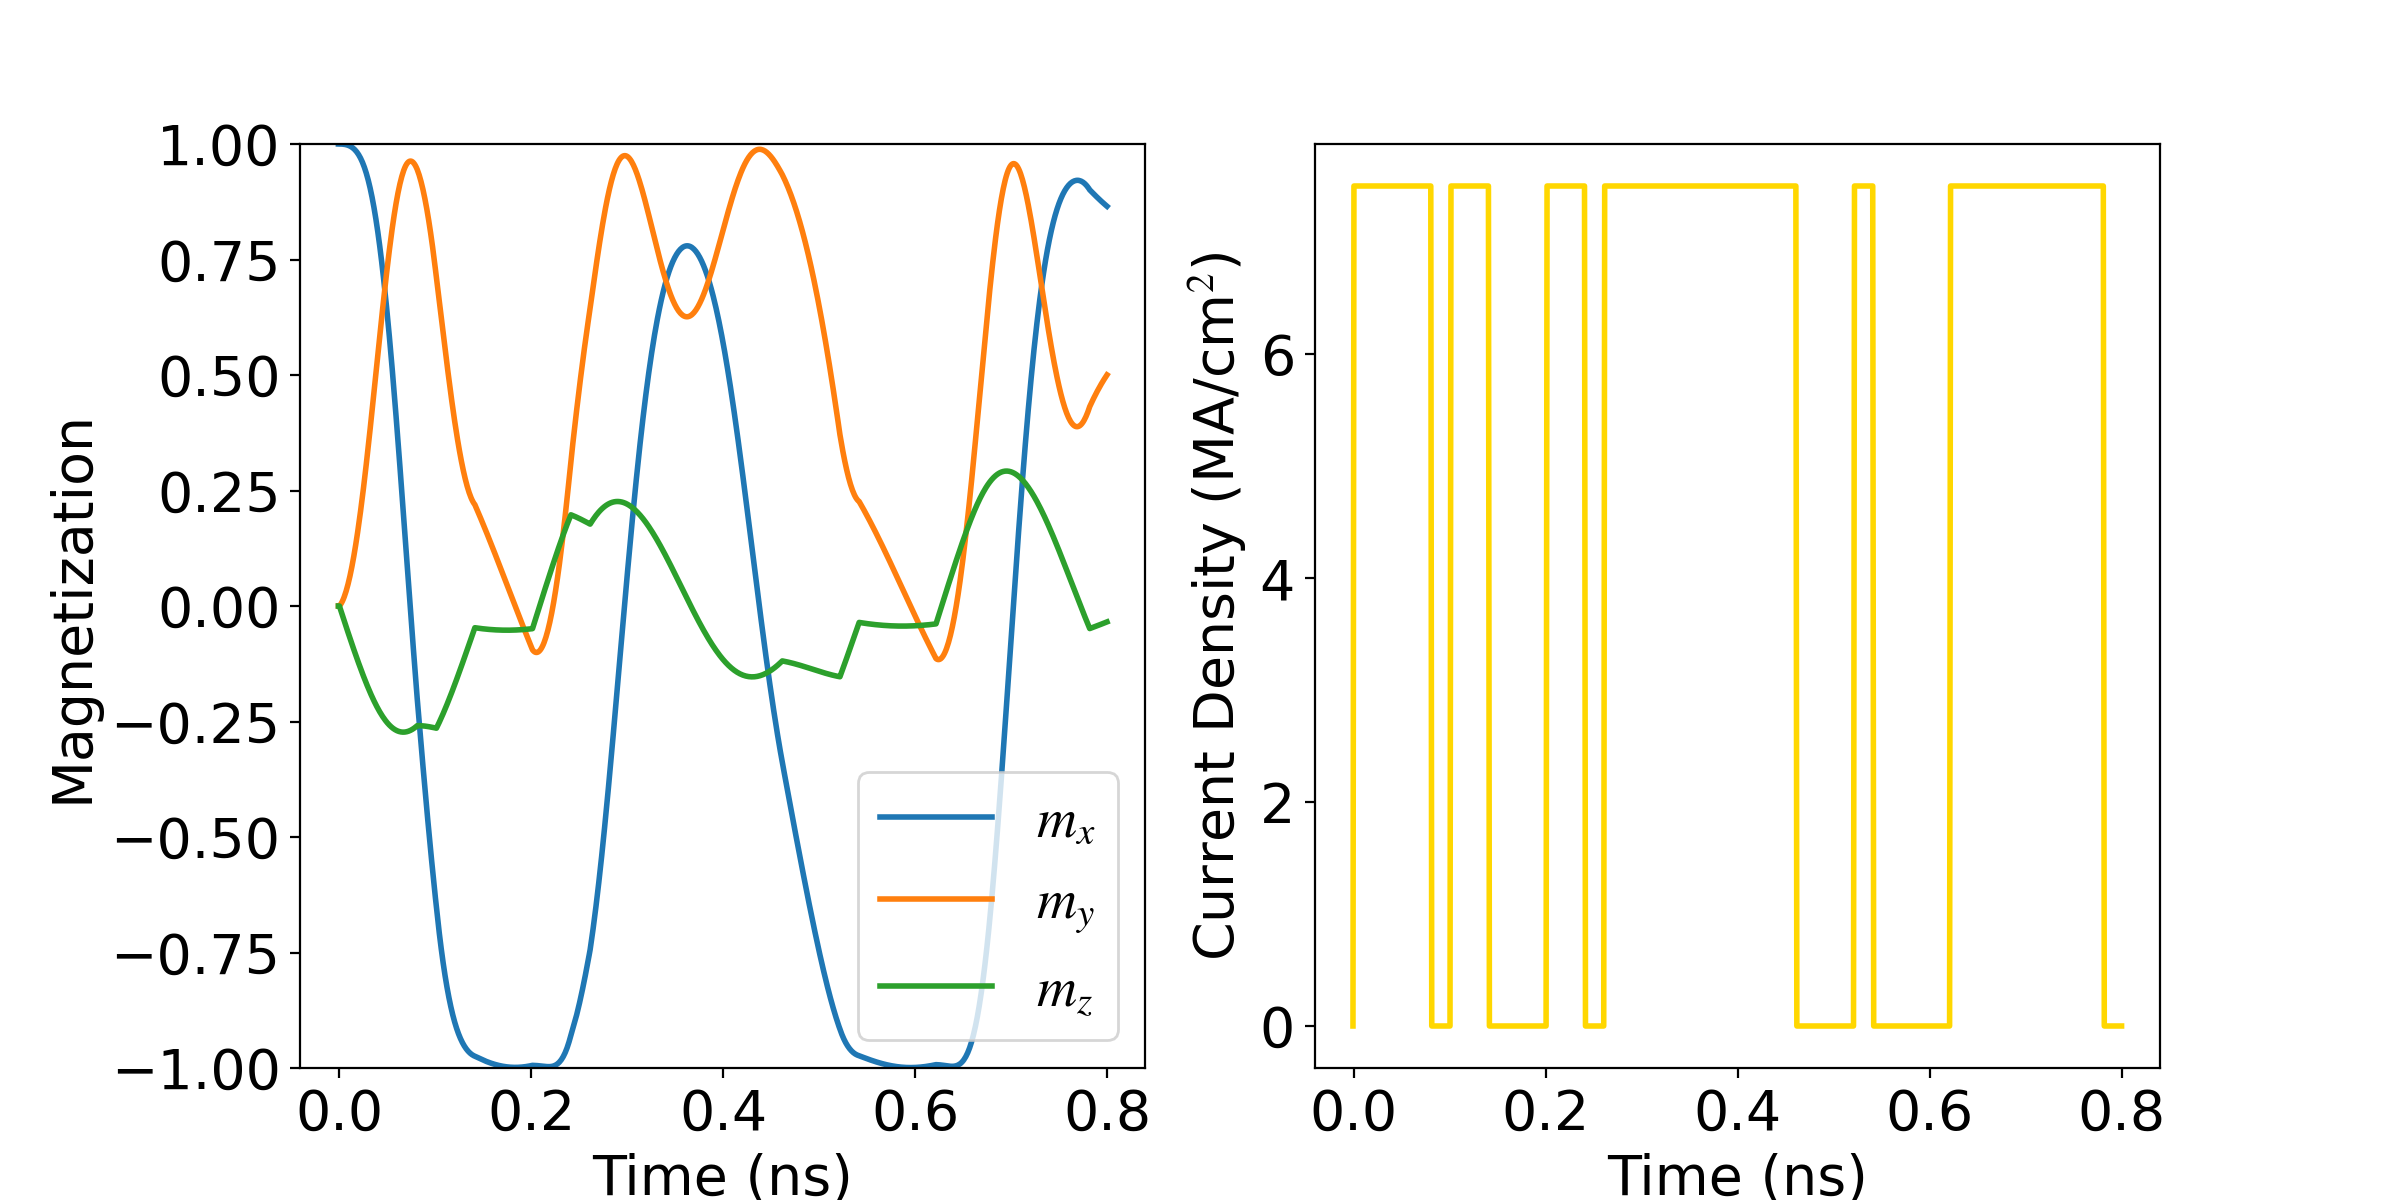 1.00
0.75
0.50
0.25
0.00
−0.25
−0.50
−0.75
−1.00
Magnetization
0.0 0.2 0.4 0.6 0.8
Time (ns)
m_x
m_y
m_z
6
4
2
0
Current Density (MA/cm²)
0.0 0.2 0.4 0.6 0.8
Time (ns)